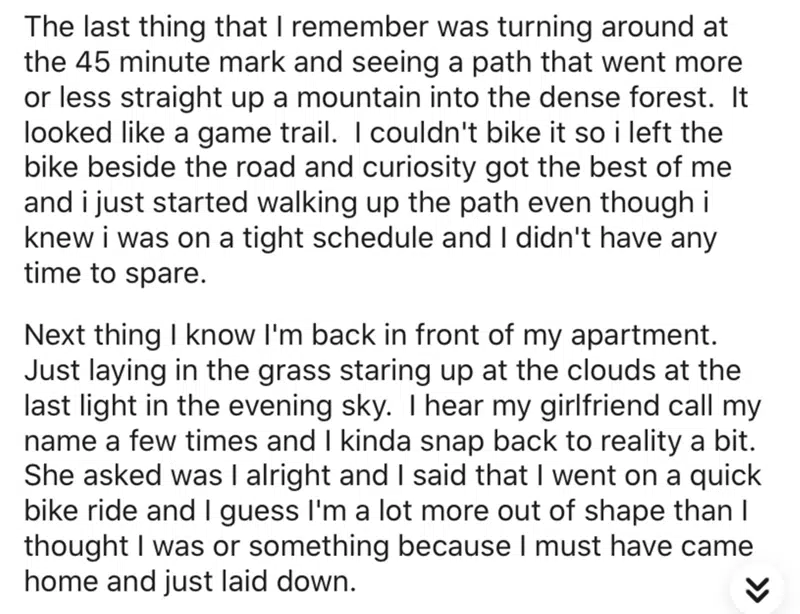 The last thing that I remember was turning around at
the 45 minute mark and seeing a path that went more
or less straight up a mountain into the dense forest.  It
looked like a game trail.  I couldn't bike it so i left the
bike beside the road and curiosity got the best of me
and i just started walking up the path even though i
knew i was on a tight schedule and I didn't have any
time to spare.
Next thing I know I'm back in front of my apartment.
Just laying in the grass staring up at the clouds at the
last light in the evening sky.  I hear my girlfriend call my
name a few times and I kinda snap back to reality a bit.
She asked was I alright and I said that I went on a quick
bike ride and I guess I'm a lot more out of shape than I
thought I was or something because I must have came
home and just laid down.